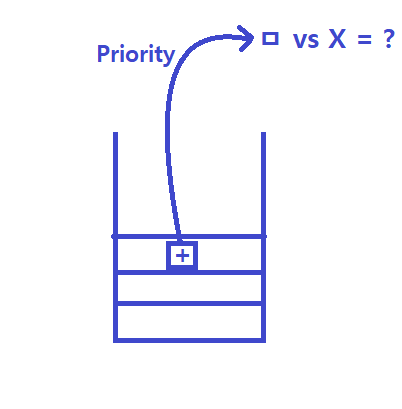 Priority
ㅁ vs X = ?
+